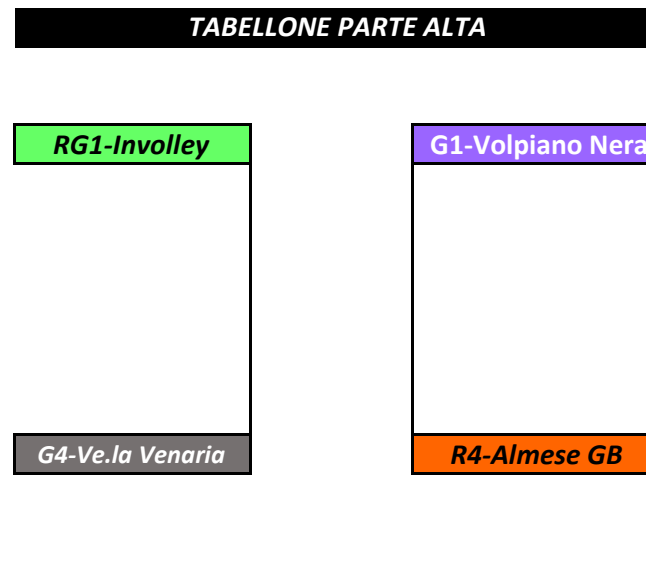 TABELLONE PARTE ALTA
RG1-Involley
G1-Volpiano Nera
G4-Ve.la Venaria
R4-Almese GB